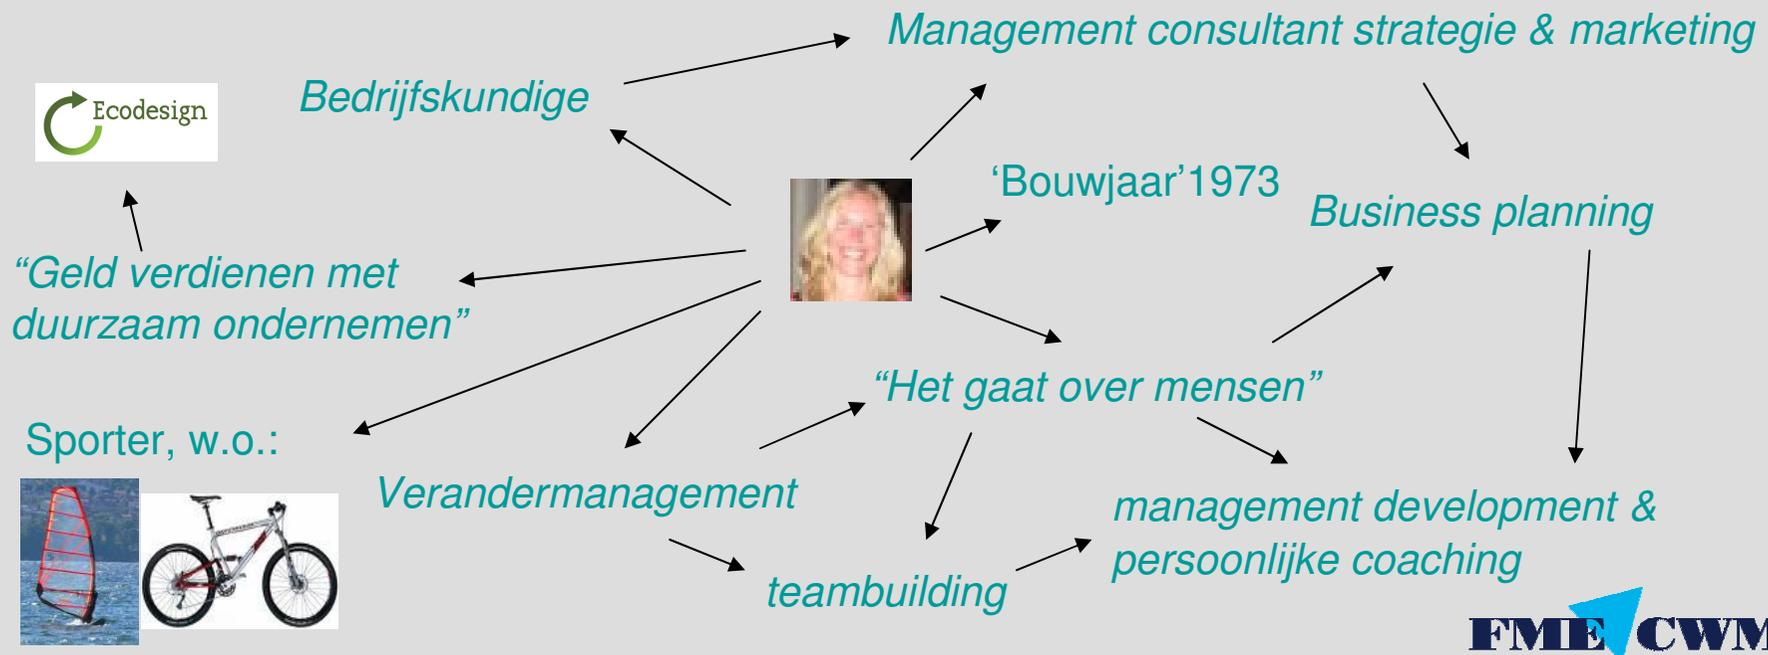 Management consultant strategie & marketing
Ecodesign
Bedrijfskundige
‘Bouwjaar’1973
Business planning
“Geld verdienen met
duurzaam ondernemen”
“Het gaat over mensen”
Sporter, w.o.:
Verandermanagement
management development &
persoonlijke coaching
teambuilding
FME CWM